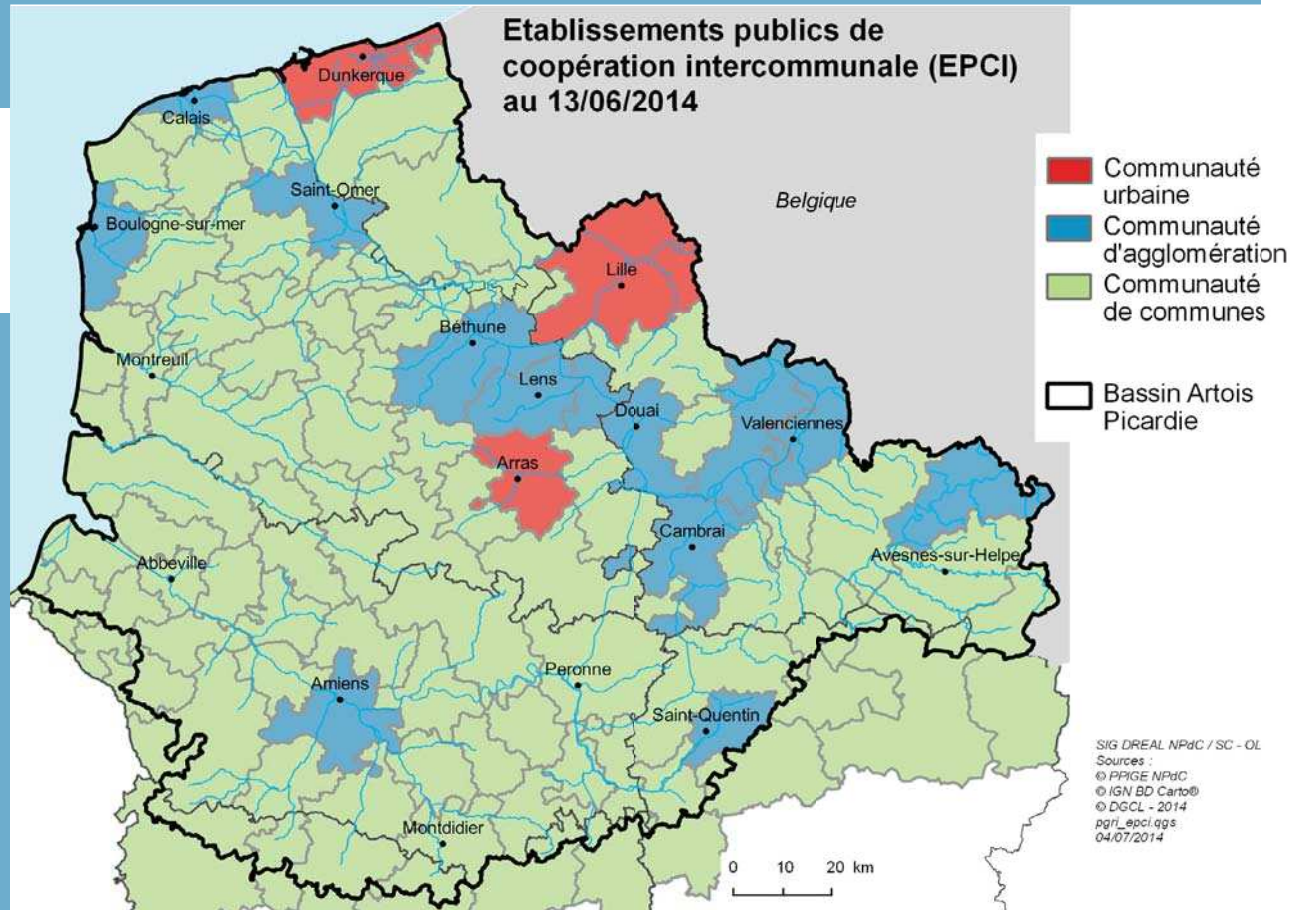 Etablissements publics de
coopération intercommunale (EPCI)
au 13/06/2014
Dunkerque
Calais
Saint-Omer
Boulogne-sur-mer
Belgique
Lille
Béthune
Montreuil
Lens
Douai
Valenciennes
Arras
Cambrai
Abbeville
Avesnes-sur-Helpe
Peronne
Amiens
Saint-Quentin
Montdidier
Communauté
urbaine
Communauté
d'agglomération
Communauté
de communes
Bassin Artois
Picardie
SIG DREAL NPdC / SC - OL
Sources :
© PPIGE NPdC
© IGN BD Carto®
© DGCL - 2014
pgri_epci.qgs
04/07/2014
0 10 20 km